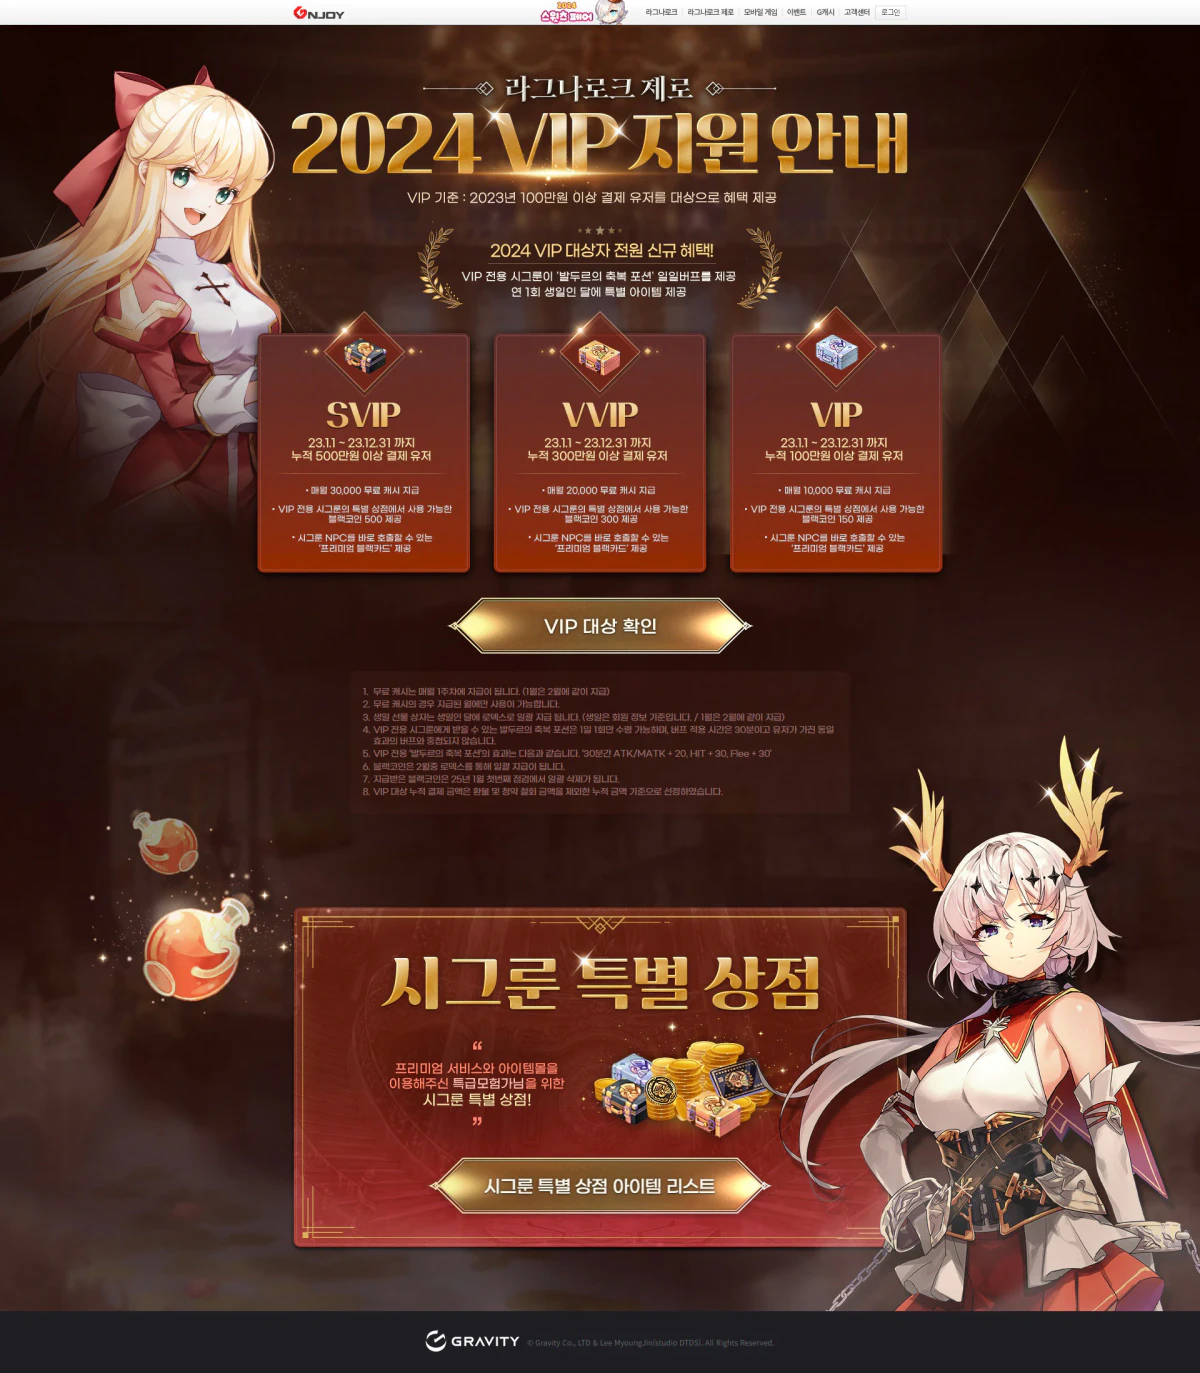 GNJOY
2024
스윗츠 페어
라그나로크
라그나로크 제로
모바일 게임
이벤트
G캐시
고객센터
로그인
라그나로크 제로
2024 VIP 지원 안내
VIP 기준 : 2023년 100만원 이상 결제 유저를 대상으로 혜택 제공
2024 VIP 대상자 전원 신규 혜택!
VIP 전용 시그룬이 '발두르의 축복 포션' 일일버프를 제공
연 1회 생일인 달에 특별 아이템 제공
SVIP
23.1.1 ~ 23.12.31 까지
누적 500만원 이상 결제 유저
• 매월 30,000 무료 캐시 지급
• VIP 전용 시그룬의 특별 상점에서 사용 가능한
블랙코인 500 제공
• 시그룬 NPC를 바로 호출할 수 있는
'프리미엄 블랙카드' 제공
VVIP
23.1.1 ~ 23.12.31 까지
누적 300만원 이상 결제 유저
• 매월 20,000 무료 캐시 지급
• VIP 전용 시그룬의 특별 상점에서 사용 가능한
블랙코인 300 제공
• 시그룬 NPC를 바로 호출할 수 있는
'프리미엄 블랙카드' 제공
VIP
23.1.1 ~ 23.12.31 까지
누적 100만원 이상 결제 유저
• 매월 10,000 무료 캐시 지급
• VIP 전용 시그룬의 특별 상점에서 사용 가능한
블랙코인 150 제공
• 시그룬 NPC를 바로 호출할 수 있는
'프리미엄 블랙카드' 제공
VIP 대상 확인
1. 무료 캐시는 매월 1주차에 지급이 됩니다. (1월은 2월에 같이 지급)
2. 무료 캐시의 경우 지급된 월에만 사용이 가능합니다.
3. 생일 선물 상자는 생일인 달에 로덱스로 일괄 지급 됩니다. (생일은 회원 정보 기준입니다. / 1월은 2월에 같이 지급)
4. VIP 전용 시그룬에게 받을 수 있는 발두르의 축복 포션은 1일 1회만 수령 가능하며, 버프 적용 시간은 30분이고 유저가 가진 동일
효과의 버프와 중첩되지 않습니다.
5. VIP 전용 '발두르의 축복 포션'의 효과는 다음과 같습니다. '30분간 ATK/MATK + 20, HIT + 30, Flee + 30'
6. 블랙코인은 2월중 로덱스를 통해 일괄 지급이 됩니다.
7. 지급받은 블랙코인은 25년 1월 첫번째 점검에서 일괄 삭제가 됩니다.
8. VIP 대상 누적 결제 금액은 환불 및 청약 철회 금액을 제외한 누적 금액 기준으로 선정하였습니다.
시그룬 특별 상점
“
프리미엄 서비스와 아이템몰을
이용해주신 특급모험가님을 위한
시그룬 특별 상점!
”
시그룬 특별 상점 아이템 리스트
GRAVITY
© Gravity Co., LTD & Lee MyoungJin(studio DTDS). All Rights Reserved.